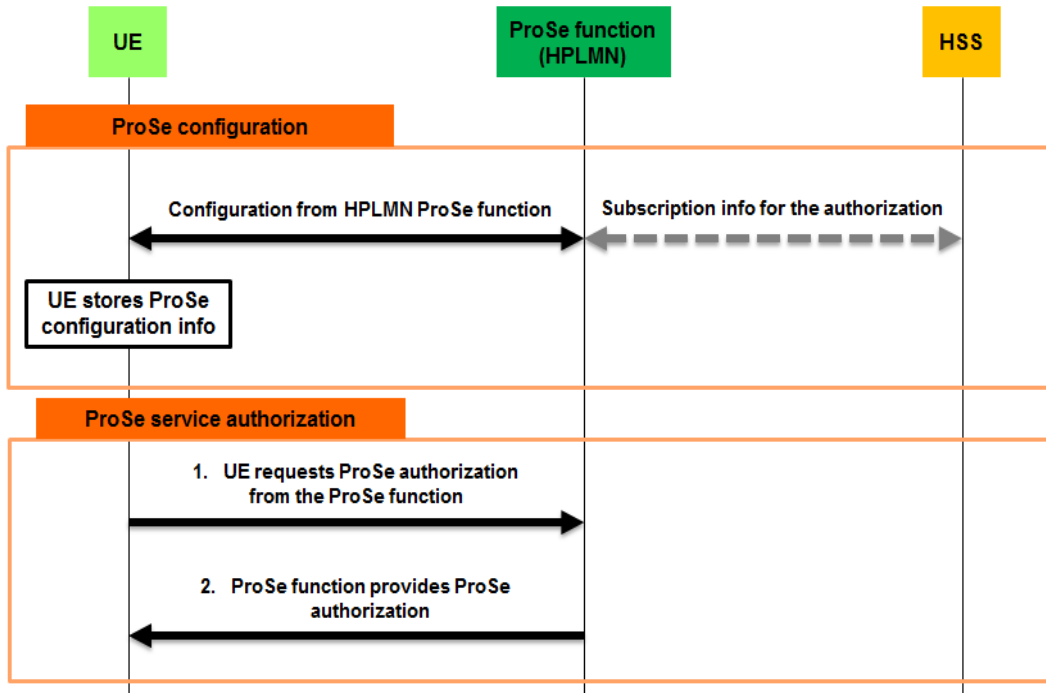 UE
ProSe function
(HPLMN)
HSS
ProSe configuration
Configuration from HPLMN ProSe function
Subscription info for the authorization
UE stores ProSe
configuration info
ProSe service authorization
1. UE requests ProSe authorization
from the ProSe function
2. ProSe function provides ProSe
authorization